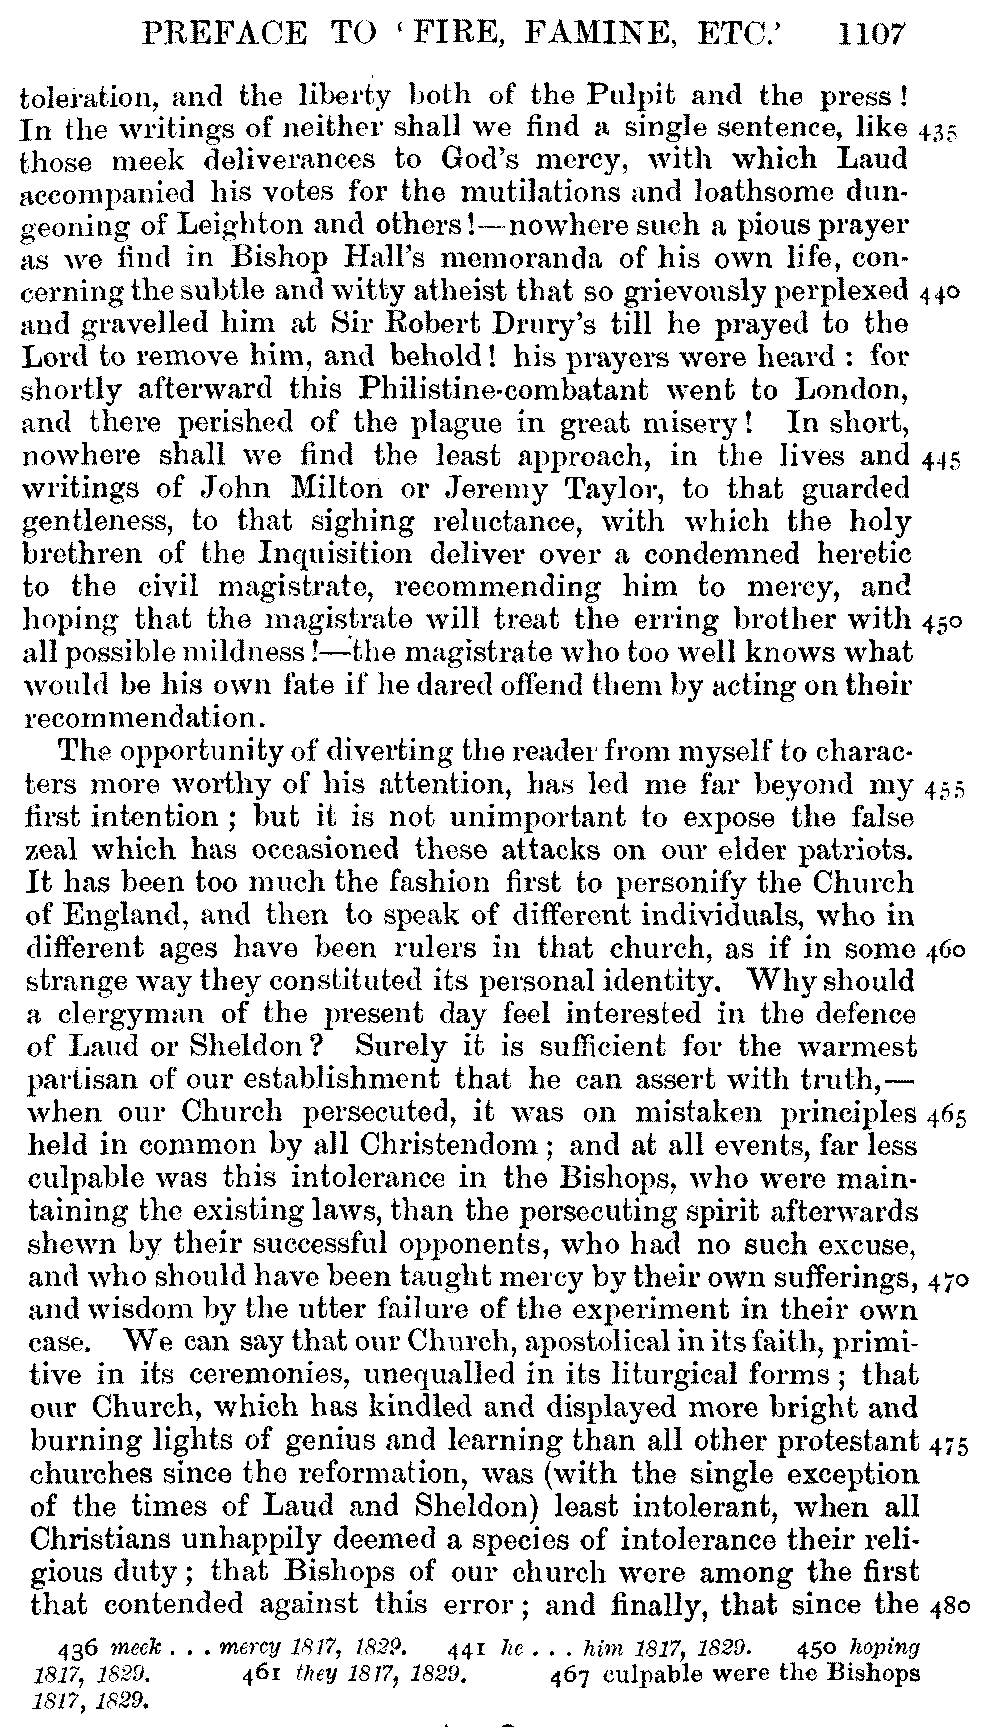 PREFACE TO ‘FIRE, FAMINE, ETC.’ 1107
toleration, and the liberty both of the Pulpit and the press!
In the writings of neither shall we find a single sentence, like 435
those meek deliverances to God's mercy, with which Laud
accompanied his votes for the mutilations and loathsome dun-
geoning of Leighton and others!—nowhere such a pious prayer
as we find in Bishop Hall's memoranda of his own life, con-
cerning the subtle and witty atheist that so grievously perplexed 440
and gravelled him at Sir Robert Drury's till he prayed to the
Lord to remove him, and behold! his prayers were heard: for
shortly afterward this Philistine-combatant went to London,
and there perished of the plague in great misery! In short,
nowhere shall we find the least approach, in the lives and 445
writings of John Milton or Jeremy Taylor, to that guarded
gentleness, to that sighing reluctance, with which the holy
brethren of the Inquisition deliver over a condemned heretic
to the civil magistrate, recommending him to mercy, and
hoping that the magistrate will treat the erring brother with 450
all possible mildness!—the magistrate who too well knows what
would be his own fate if he dared offend them by acting on their
recommendation.
The opportunity of diverting the reader from myself to charac-
ters more worthy of his attention, has led me far beyond my 455
first intention; but it is not unimportant to expose the false
zeal which has occasioned these attacks on our elder patriots.
It has been too much the fashion first to personify the Church
of England, and then to speak of different individuals, who in
different ages have been rulers in that church, as if in some 460
strange way they constituted its personal identity. Why should
a clergyman of the present day feel interested in the defence
of Laud or Sheldon? Surely it is sufficient for the warmest
partisan of our establishment that he can assert with truth,—
when our Church persecuted, it was on mistaken principles 465
held in common by all Christendom; and at all events, far less
culpable was this intolerance in the Bishops, who were main-
taining the existing laws, than the persecuting spirit afterwards
shewn by their successful opponents, who had no such excuse,
and who should have been taught mercy by their own sufferings, 470
and wisdom by the utter failure of the experiment in their own
case. We can say that our Church, apostolical in its faith, primi-
tive in its ceremonies, unequalled in its liturgical forms; that
our Church, which has kindled and displayed more bright and
burning lights of genius and learning than all other protestant 475
churches since the reformation, was (with the single exception
of the times of Laud and Sheldon) least intolerant, when all
Christians unhappily deemed a species of intolerance their reli-
gious duty; that Bishops of our church were among the first
that contended against this error; and finally, that since the 480
436 meek . . . mercy 1817, 1829. 441 he . . . him 1817, 1829. 450 hoping
1817, 1829. 461 they 1817, 1829. 467 culpable were the Bishops
1817, 1829.